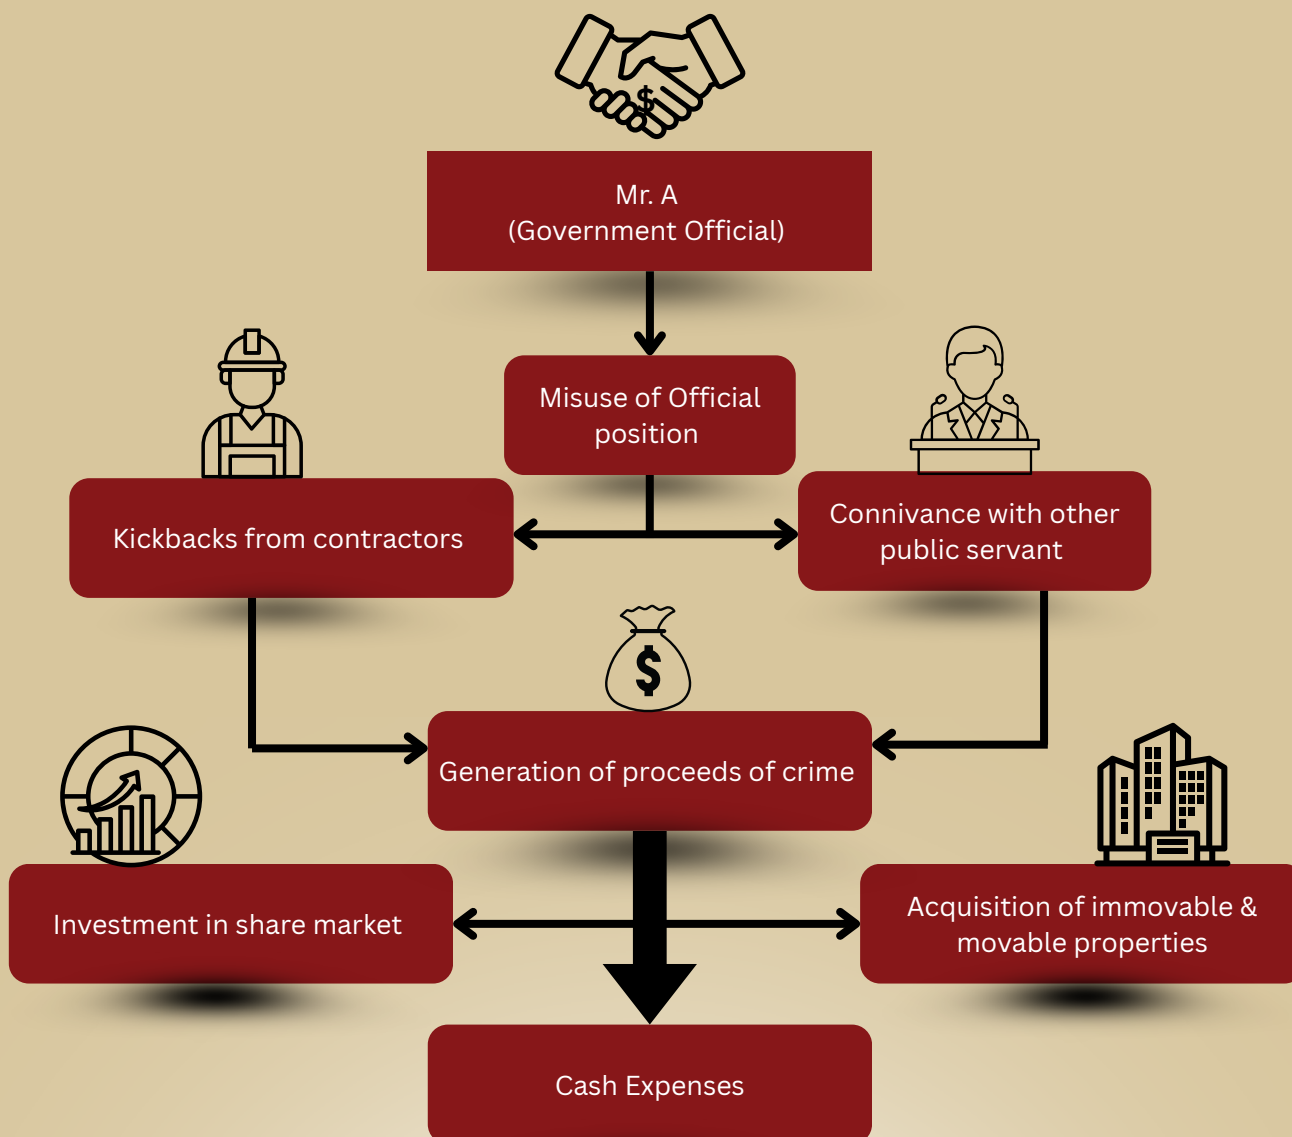 $
Mr. A
(Government Official)
Misuse of Official
position
Kickbacks from contractors
Connivance with other
public servant
$
Generation of proceeds of crime
Investment in share market
Acquisition of immovable &
movable properties
Cash Expenses